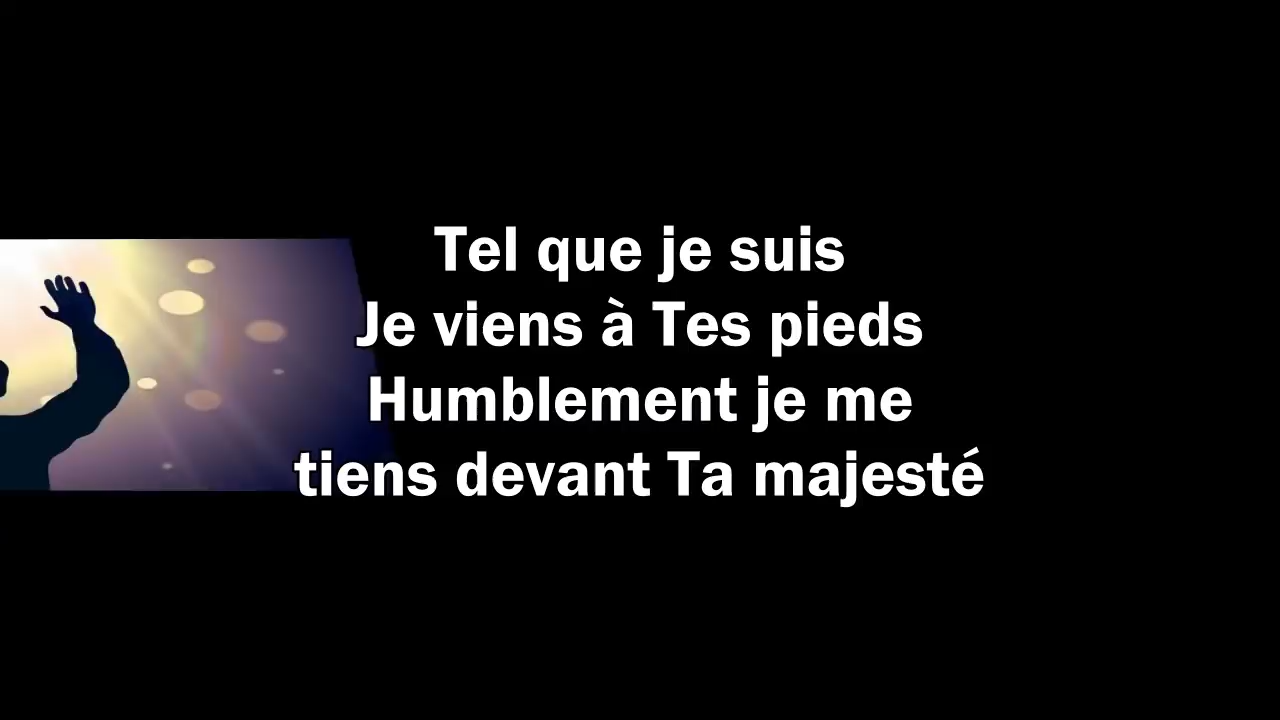 Tel que je suis
Je viens à Tes pieds
Humblement je me
tiens devant Ta majesté